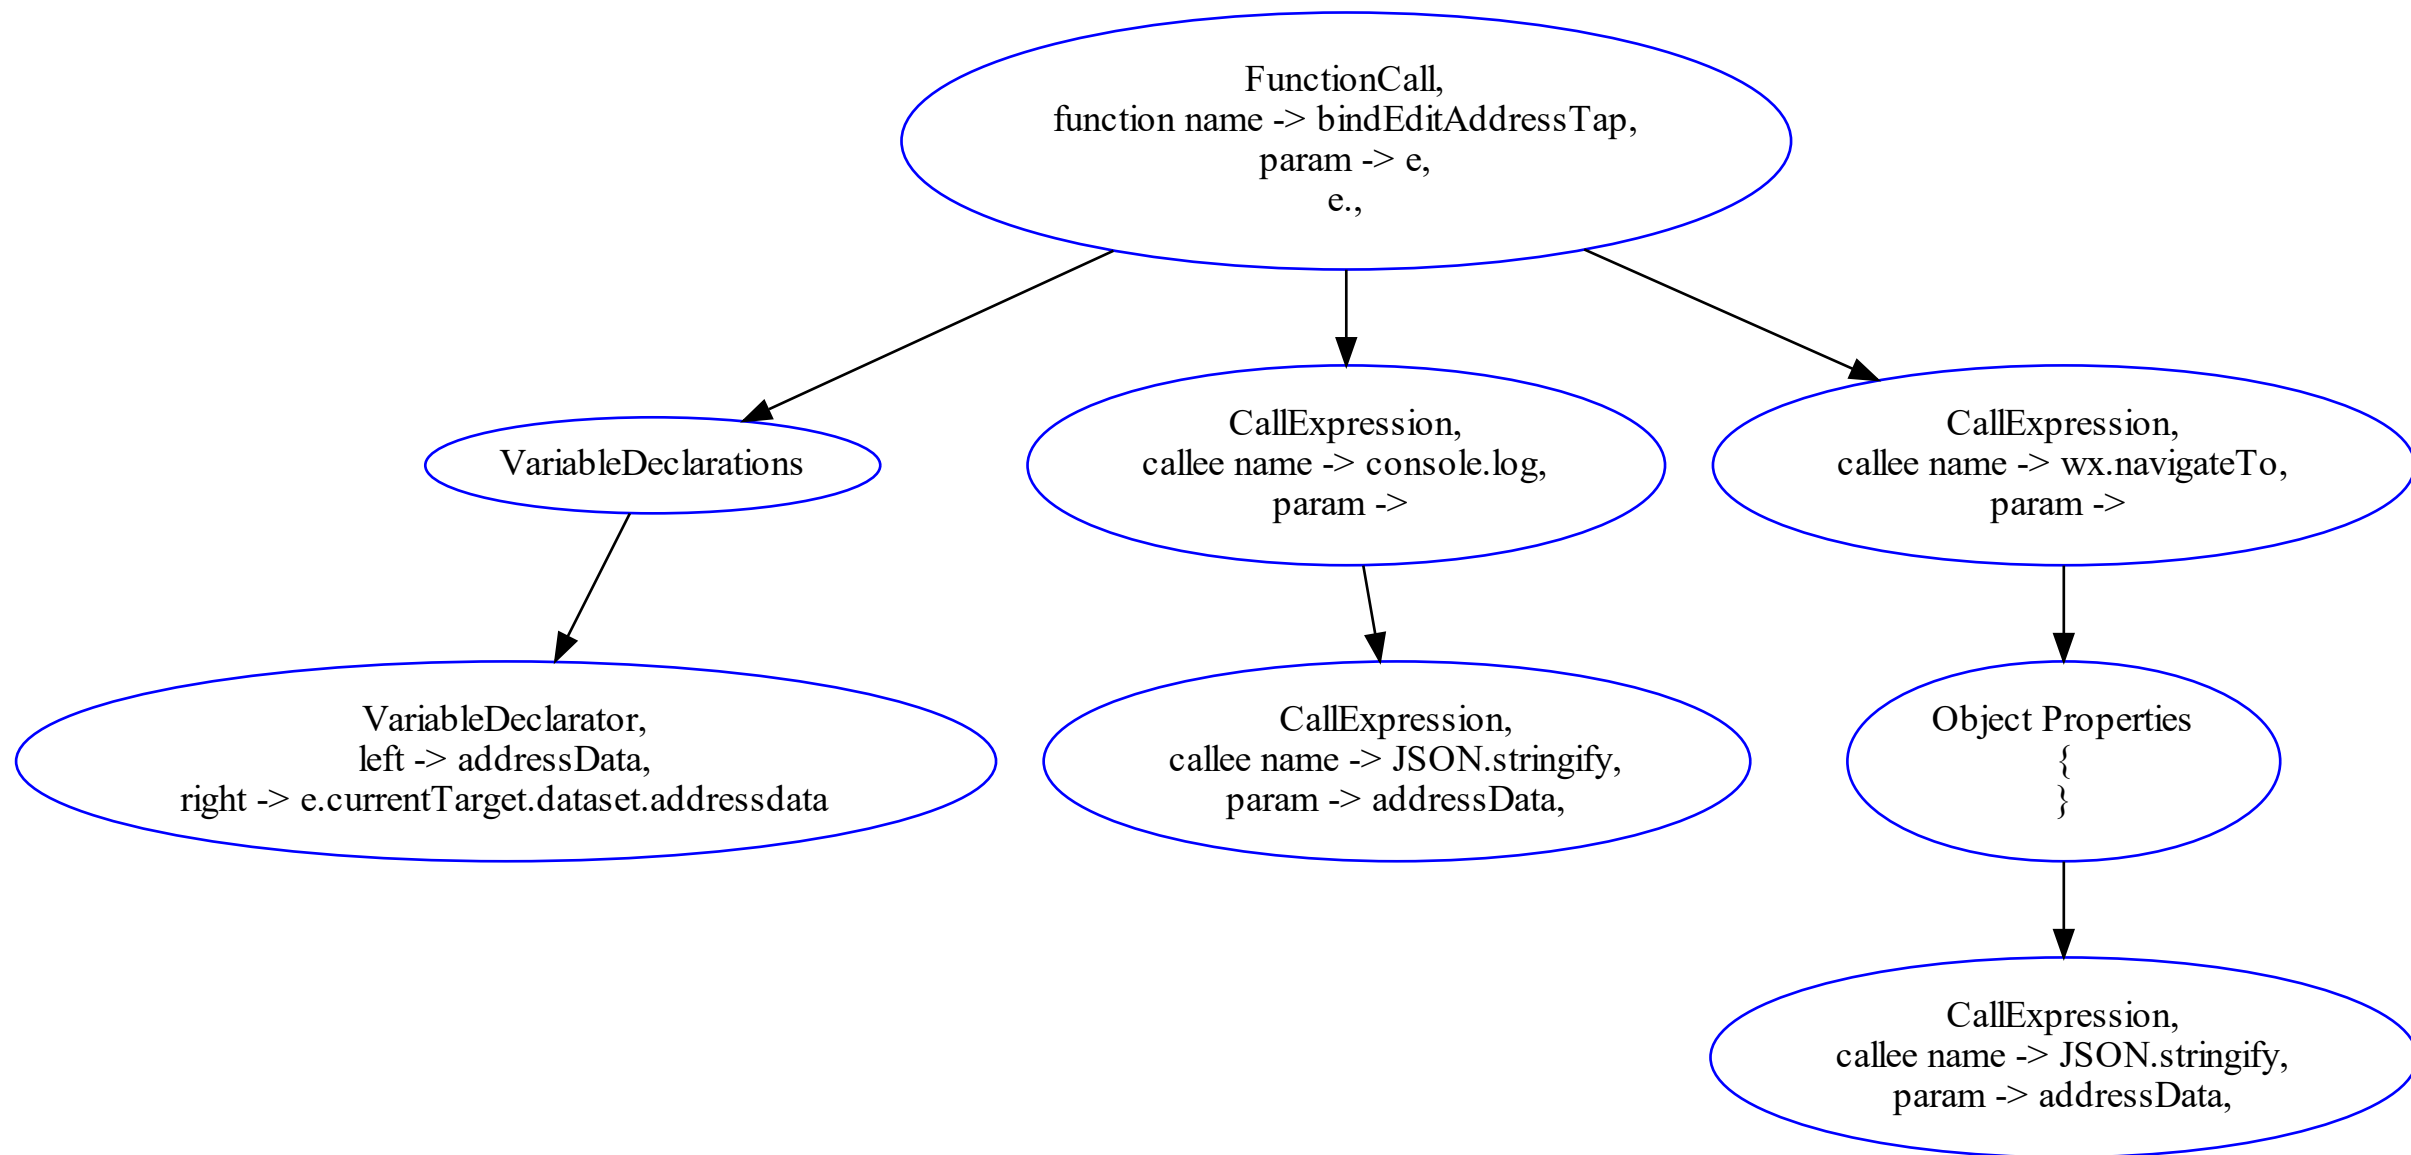 FunctionCall,
function name -> bindEditAddressTap,
param -> e,
e.,
VariableDeclarations
CallExpression,
callee name -> console.log,
param ->
CallExpression,
callee name -> wx.navigateTo,
param ->
VariableDeclarator,
left -> addressData,
right -> e.currentTarget.dataset.addressdata
CallExpression,
callee name -> JSON.stringify,
param -> addressData,
Object Properties
{
}
CallExpression,
callee name -> JSON.stringify,
param -> addressData,